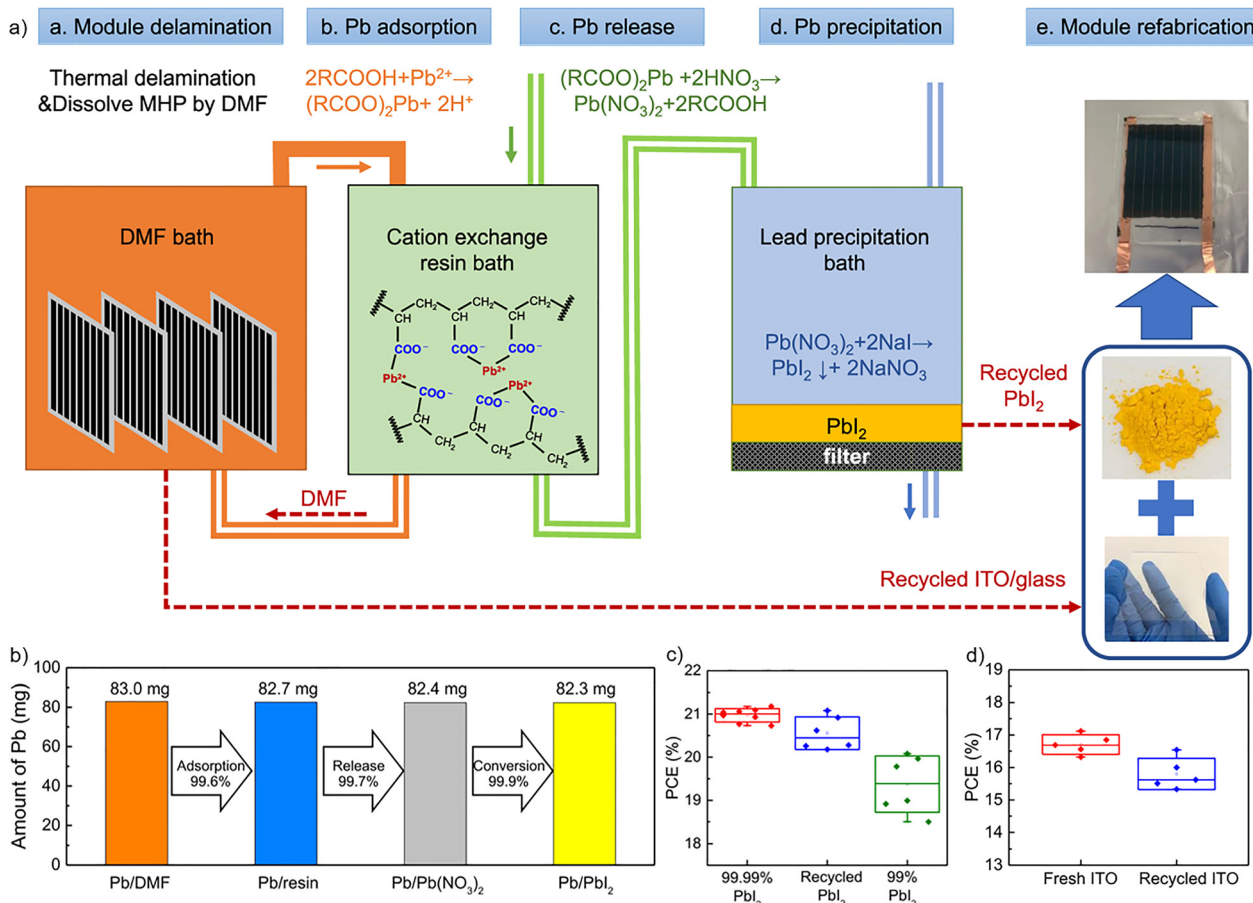 a)
a. Module delamination
b. Pb adsorption
c. Pb release
d. Pb precipitation
e. Module refabrication
Thermal delamination
&Dissolve MHP by DMF
2RCOOH+Pb²⁺→
(RCOO)₂Pb+ 2H⁺
(RCOO)₂Pb +2HNO₃→
Pb(NO₃)₂+2RCOOH
DMF bath
Cation exchange
resin bath
CH₂ CH₂ CH₂
CH CH CH
COO⁻ COO⁻ COO⁻
Pb²⁺
Pb²⁺ Pb²⁺
COO⁻ COO⁻ COO⁻
CH CH CH
CH₂ CH₂ CH₂
Lead precipitation
bath
Pb(NO₃)₂+2NaI→
PbI₂ ↓+ 2NaNO₃
PbI₂
filter
Recycled
PbI₂
DMF
Recycled ITO/glass
b)
Amount of Pb (mg)
100
80
60
40
20
0
83.0 mg
82.7 mg
82.4 mg
82.3 mg
Adsorption
99.6%
Release
99.7%
Conversion
99.9%
Pb/DMF
Pb/resin
Pb/Pb(NO₃)₂
Pb/PbI₂
c)
PCE (%)
22
21
20
19
18
99.99%
PbI₂
Recycled
PbI₂
99%
PbI₂
d)
PCE (%)
18
17
16
15
14
13
Fresh ITO
Recycled ITO